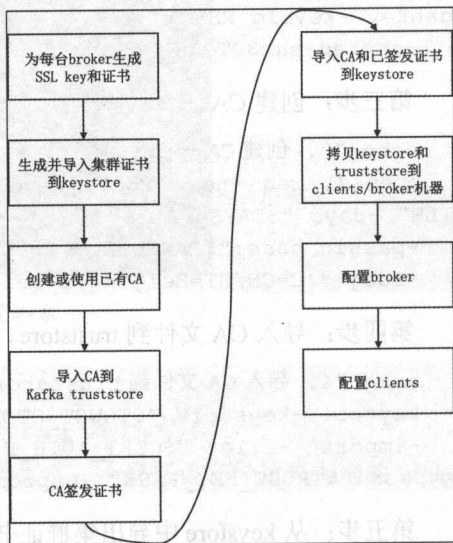 为每台broker生成
SSL key和证书
生成并导入集群证书
到keystore
创建或使用已有CA
导入CA到
Kafka truststore
CA签发证书
导入CA和已签发证书
到keystore
拷贝keystore和
truststore到
clients/broker机器
配置broker
配置clients